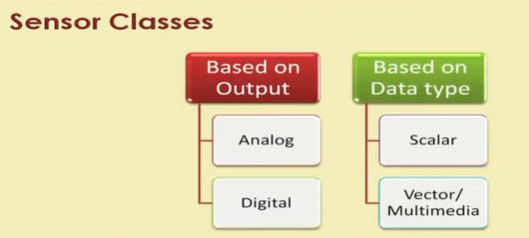 Sensor Classes
Based on
Output
Analog
Digital
Based on
Data type
Scalar
Vector/
Multimedia